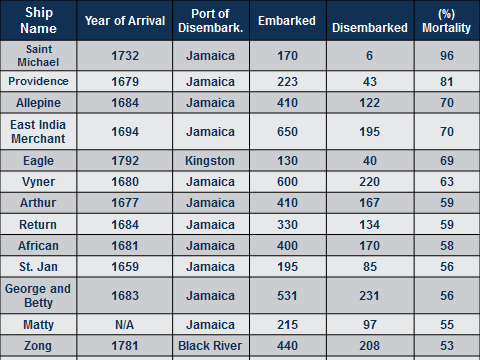 Ship Name Year of Arrival Port of Disembark. Embarked Disembarked (%) Mortality
Saint Michael 1732 Jamaica 170 6 96
Providence 1679 Jamaica 223 43 81
Allepine 1684 Jamaica 410 122 70
East India Merchant 1694 Jamaica 650 195 70
Eagle 1792 Kingston 130 40 69
Vyner 1680 Jamaica 600 220 63
Arthur 1677 Jamaica 410 167 59
Return 1684 Jamaica 330 134 59
African 1681 Jamaica 400 170 58
St. Jan 1659 Jamaica 195 85 56
George and Betty 1683 Jamaica 531 231 56
Matty N/A Jamaica 215 97 55
Zong 1781 Black River 440 208 53